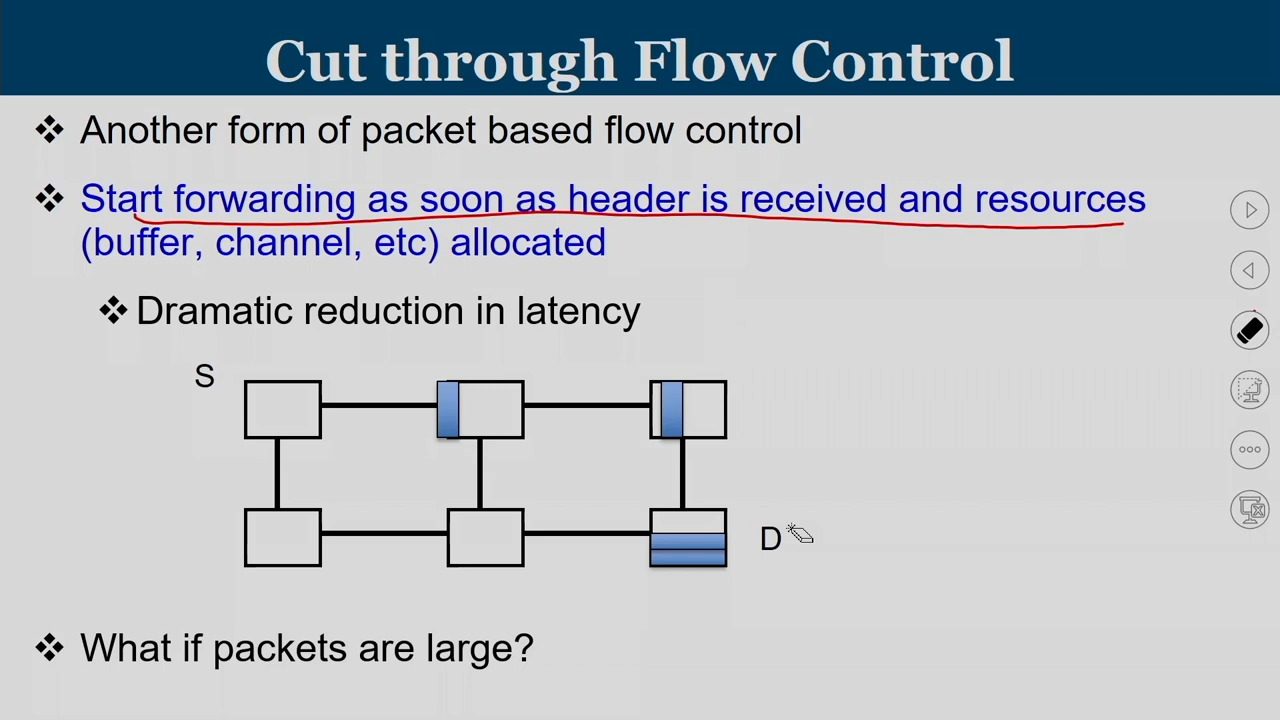 Cut through Flow Control
Another form of packet based flow control
Start forwarding as soon as header is received and resources
(buffer, channel, etc) allocated
Dramatic reduction in latency
S
D
What if packets are large?